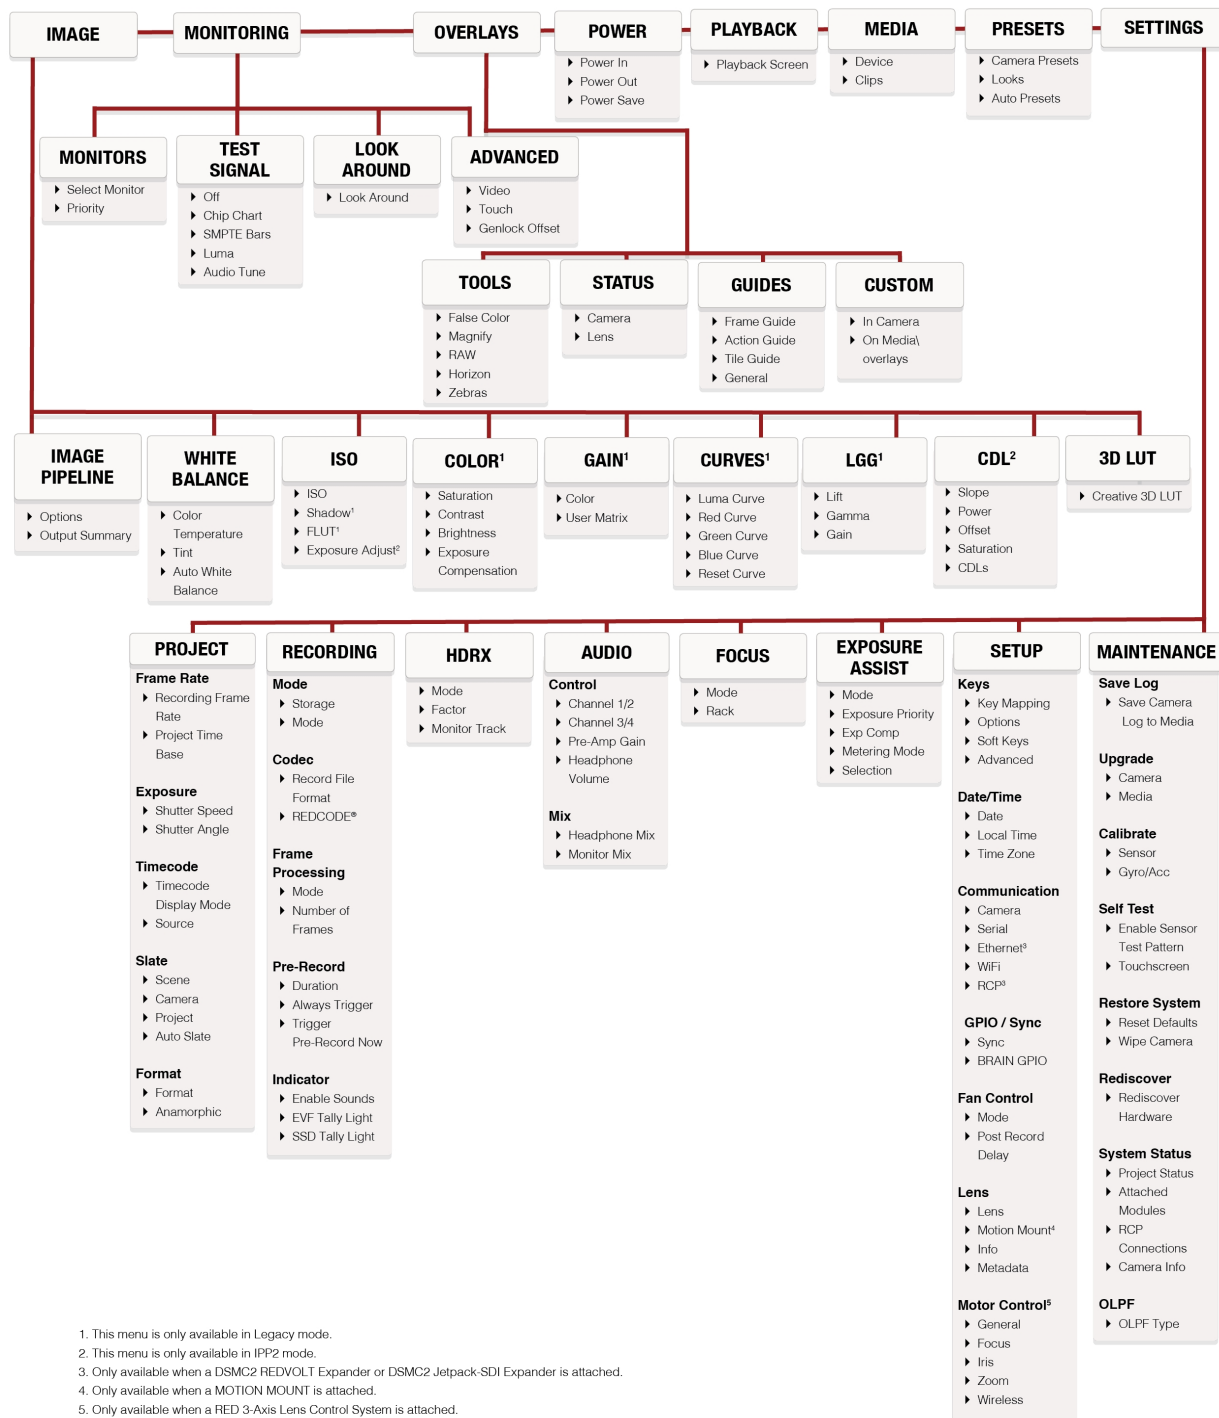 IMAGE
MONITORING
OVERLAYS
POWER
Power In
Power Out
Power Save
PLAYBACK
Playback Screen
MEDIA
Device
Clips
PRESETS
Camera Presets
Looks
Auto Presets
SETTINGS
MONITORS
Select Monitor
Priority
TEST
SIGNAL
Off
Chip Chart
SMPTE Bars
Luma
Audio Tune
LOOK
AROUND
Look Around
ADVANCED
Video
Touch
Genlock Offset
TOOLS
False Color
Magnify
RAW
Horizon
Zebras
STATUS
Camera
Lens
GUIDES
Frame Guide
Action Guide
Tile Guide
General
CUSTOM
In Camera
On Media\
overlays
IMAGE
PIPELINE
Options
Output Summary
WHITE
BALANCE
Color
Temperature
Tint
Auto White
Balance
ISO
ISO
Shadow¹
FLUT¹
Exposure Adjust²
COLOR¹
Saturation
Contrast
Brightness
Exposure
Compensation
GAIN¹
Color
User Matrix
CURVES¹
Luma Curve
Red Curve
Green Curve
Blue Curve
Reset Curve
LGG¹
Lift
Gamma
Gain
CDL²
Slope
Power
Offset
Saturation
CDLs
3D LUT
Creative 3D LUT
PROJECT
Frame Rate
Recording Frame
Rate
Project Time
Base
Exposure
Shutter Speed
Shutter Angle
Timecode
Timecode
Display Mode
Source
Slate
Scene
Camera
Project
Auto Slate
Format
Format
Anamorphic
RECORDING
Mode
Storage
Mode
Codec
Record File
Format
REDCODE®
Frame
Processing
Mode
Number of
Frames
Pre-Record
Duration
Always Trigger
Trigger
Pre-Record Now
Indicator
Enable Sounds
EVF Tally Light
SSD Tally Light
HDRX
Mode
Factor
Monitor Track
AUDIO
Control
Channel 1/2
Channel 3/4
Pre-Amp Gain
Headphone
Volume
Mix
Headphone Mix
Monitor Mix
FOCUS
Mode
Rack
EXPOSURE
ASSIST
Mode
Exposure Priority
Exp Comp
Metering Mode
Selection
SETUP
Keys
Key Mapping
Options
Soft Keys
Advanced
Date/Time
Date
Local Time
Time Zone
Communication
Camera
Serial
Ethernet³
WiFi
RCP³
GPIO / Sync
Sync
BRAIN GPIO
Fan Control
Mode
Post Record
Delay
Lens
Lens
Motion Mount⁴
Info
Metadata
Motor Control⁵
General
Focus
Iris
Zoom
Wireless
MAINTENANCE
Save Log
Save Camera
Log to Media
Upgrade
Camera
Media
Calibrate
Sensor
Gyro/Acc
Self Test
Enable Sensor
Test Pattern
Touchscreen
Restore System
Reset Defaults
Wipe Camera
Rediscover
Rediscover
Hardware
System Status
Project Status
Attached
Modules
RCP
Connections
Camera Info
OLPF
OLPF Type
1. This menu is only available in Legacy mode.
2. This menu is only available in IPP2 mode.
3. Only available when a DSMC2 REDVOLT Expander or DSMC2 Jetpack-SDI Expander is attached.
4. Only available when a MOTION MOUNT is attached.
5. Only available when a RED 3-Axis Lens Control System is attached.